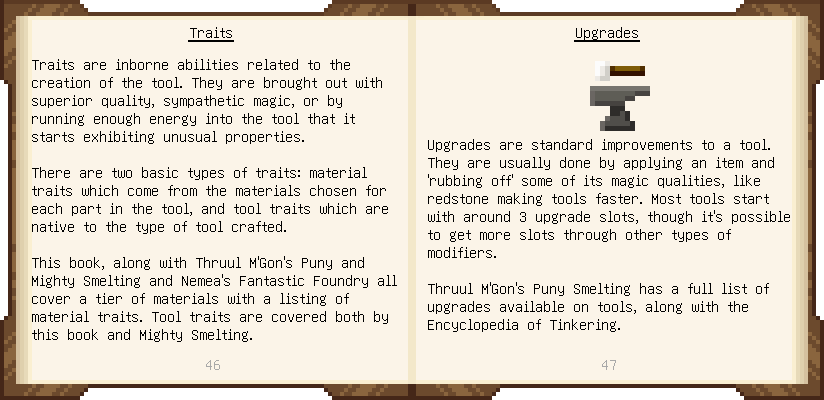 Traits
Traits are inborne abilities related to the
creation of the tool. They are brought out with
superior quality, sympathetic magic, or by
running enough energy into the tool that it
starts exhibiting unusual properties.
There are two basic types of traits: material
traits which come from the materials chosen for
each part in the tool, and tool traits which are
native to the type of tool crafted.
This book, along with Thruul M'Gon's Puny and
Mighty Smelting and Nemea's Fantastic Foundry all
cover a tier of materials with a listing of
material traits. Tool traits are covered both by
this book and Mighty Smelting.
46
Upgrades
Upgrades are standard improvements to a tool.
They are usually done by applying an item and
'rubbing off' some of its magic qualities, like
redstone making tools faster. Most tools start
with around 3 upgrade slots, though it's possible
to get more slots through other types of
modifiers.
Thruul M'Gon's Puny Smelting has a full list of
upgrades available on tools, along with the
Encyclopedia of Tinkering.
47